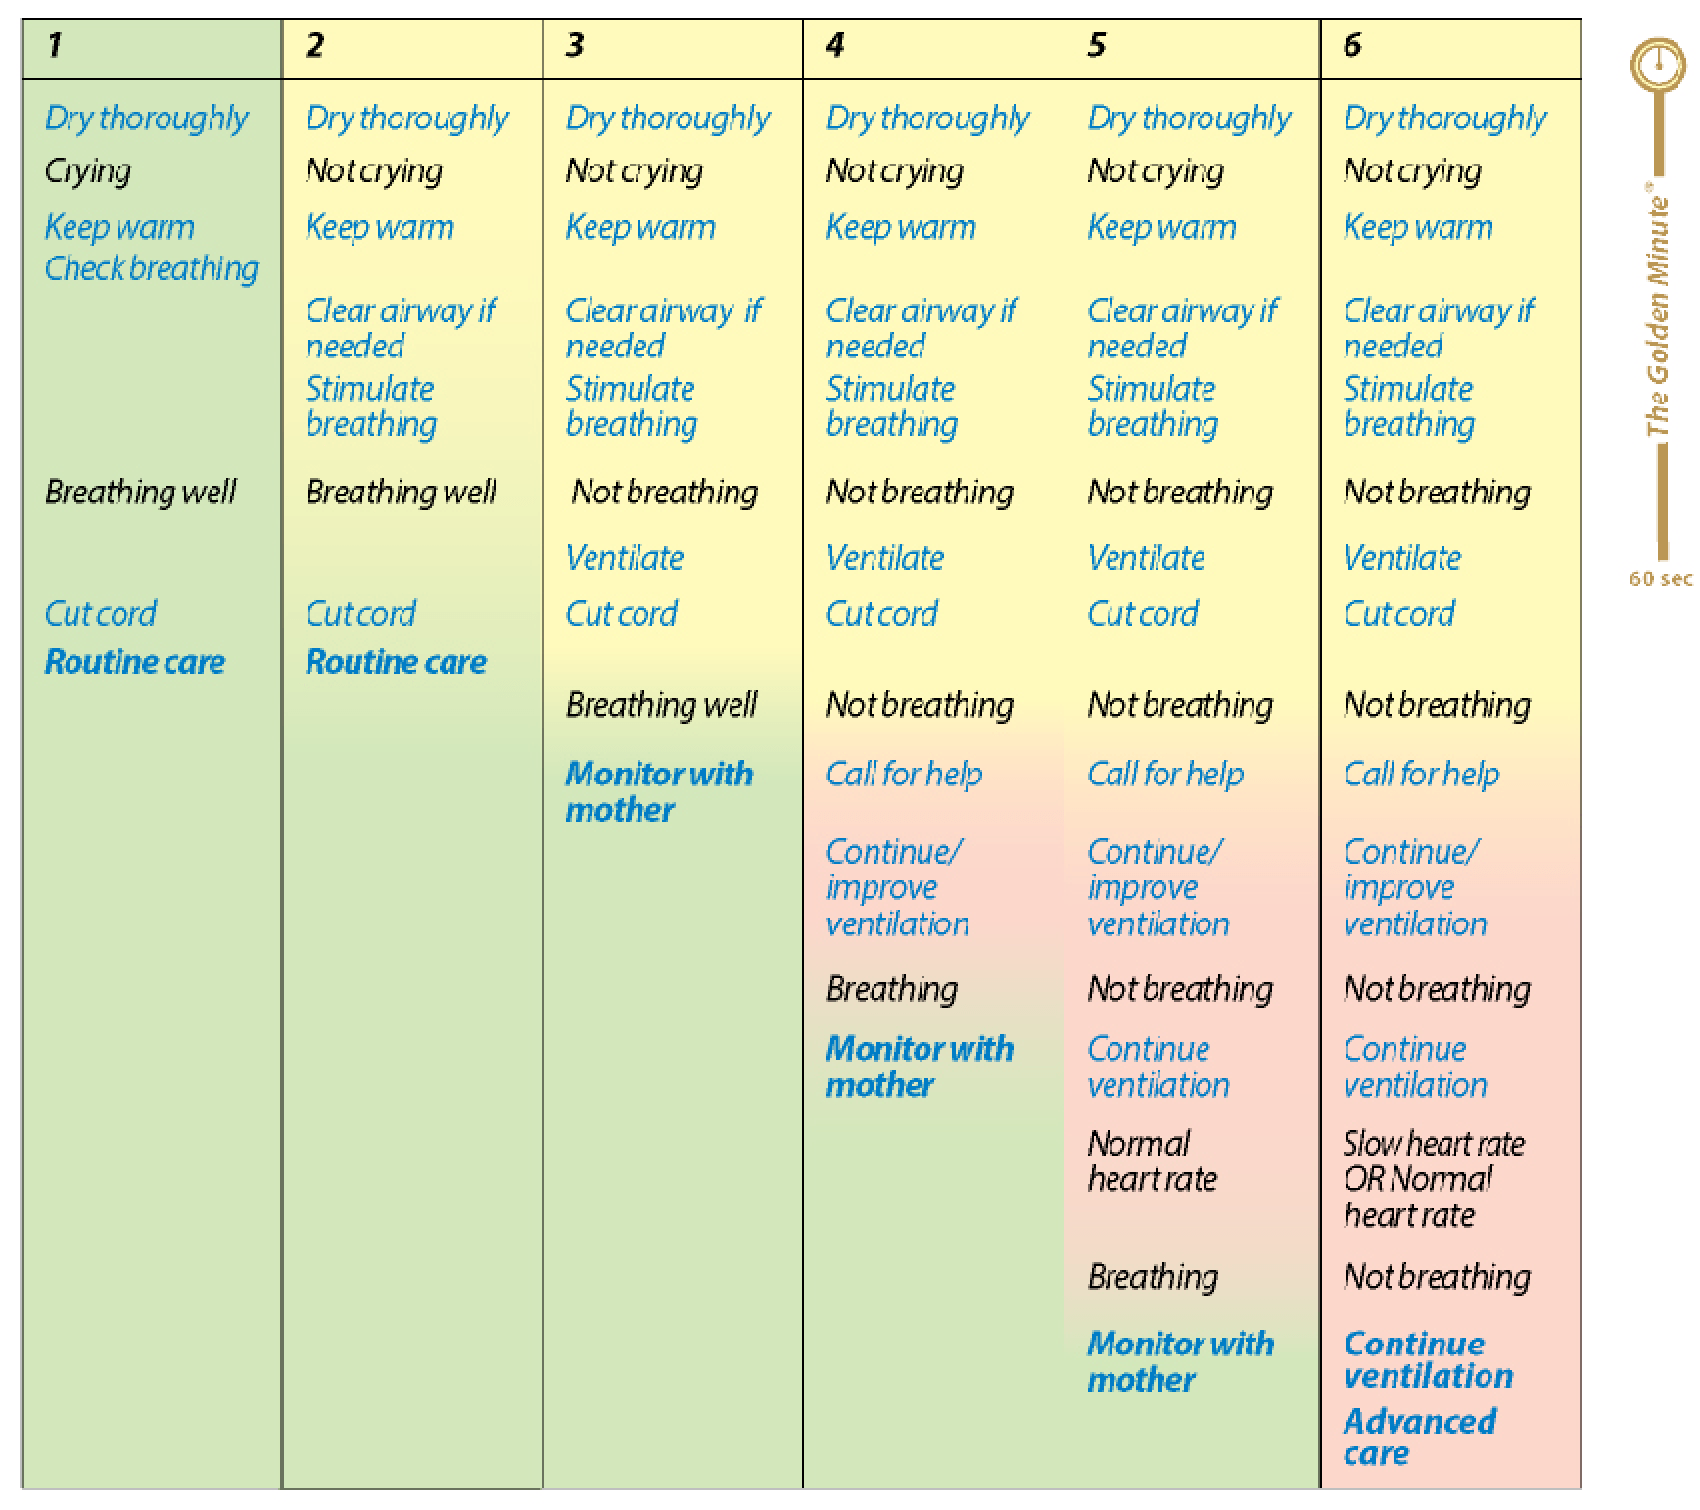 1
Dry thoroughly
Crying
Keep warm
Check breathing
Breathing well
Cut cord
Routine care
2
Dry thoroughly
Not crying
Keep warm
Clear airway if
needed
Stimulate
breathing
Breathing well
Cut cord
Routine care
3
Dry thoroughly
Not crying
Keep warm
Clear airway if
needed
Stimulate
breathing
Not breathing
Ventilate
Cut cord
Breathing well
Monitor with
mother
4
Dry thoroughly
Not crying
Keep warm
Clear airway if
needed
Stimulate
breathing
Not breathing
Ventilate
Cut cord
Not breathing
Call for help
Continue/
improve
ventilation
Breathing
Monitor with
mother
5
Dry thoroughly
Not crying
Keep warm
Clear airway if
needed
Stimulate
breathing
Not breathing
Ventilate
Cut cord
Not breathing
Call for help
Continue/
improve
ventilation
Not breathing
Continue
ventilation
Normal
heart rate
Breathing
Monitor with
mother
6
Dry thoroughly
Not crying
Keep warm
Clear airway if
needed
Stimulate
breathing
Not breathing
Ventilate
Cut cord
Not breathing
Call for help
Continue/
improve
ventilation
Not breathing
Continue
ventilation
Slow heart rate
OR Normal
heart rate
Not breathing
Continue
ventilation
Advanced
care
The Golden Minute®
60 sec